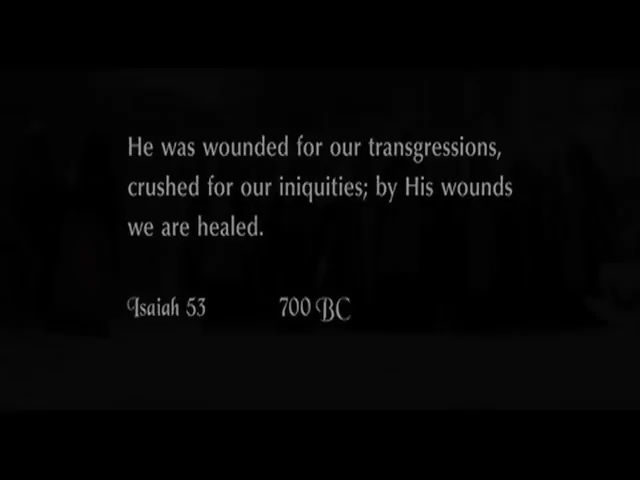 He was wounded for our transgressions,
crushed for our iniquities; by His wounds
we are healed.
Isaiah 53 700 BC